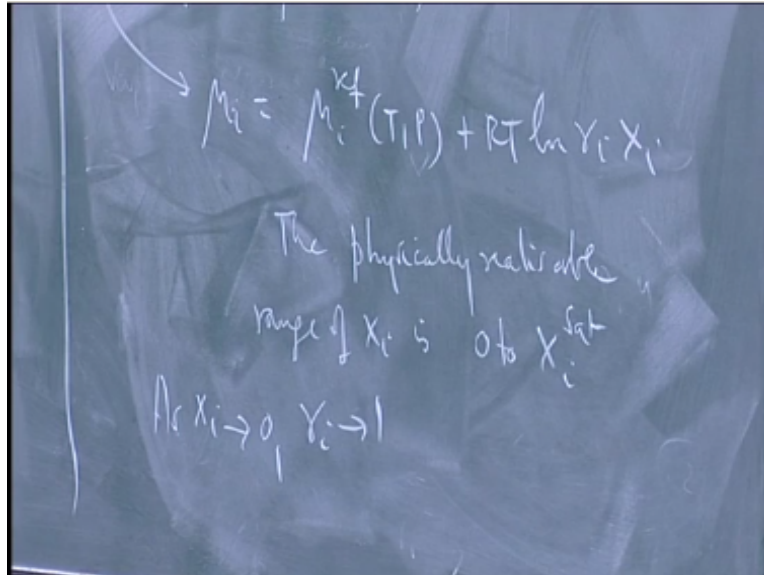 μi = μi^ref (T,P) + RT ln γi xi
The physically realisable
range of xi is 0 to xi^sat
As xi → 0, γi → 1